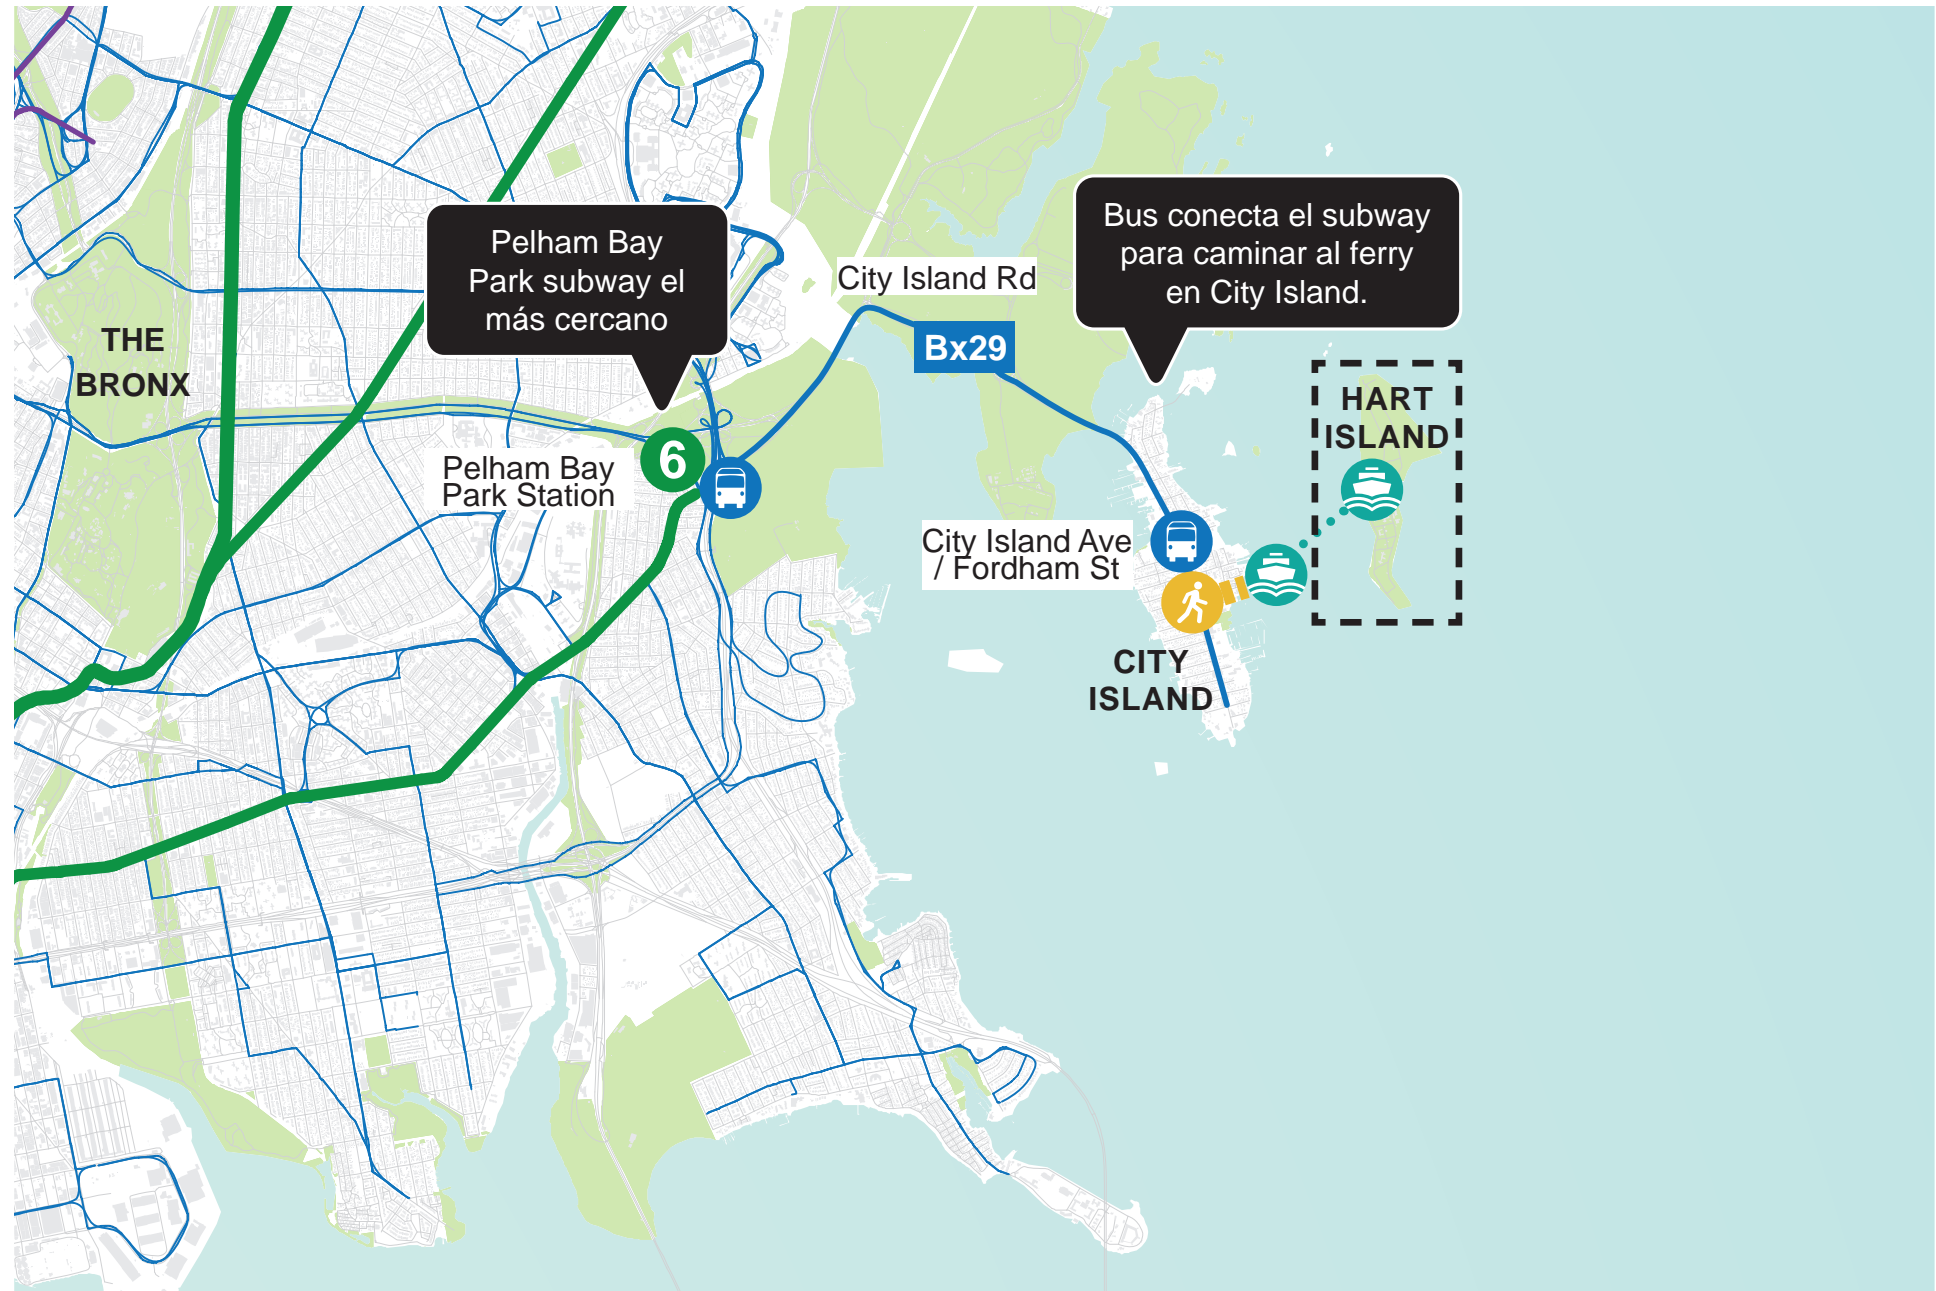 Pelham Bay
Park subway el
más cercano
Bus conecta el subway
para caminar al ferry
en City Island.
City Island Rd
Bx29
THE
BRONX
HART
ISLAND
6
Pelham Bay
Park Station
City Island Ave
/ Fordham St
CITY
ISLAND